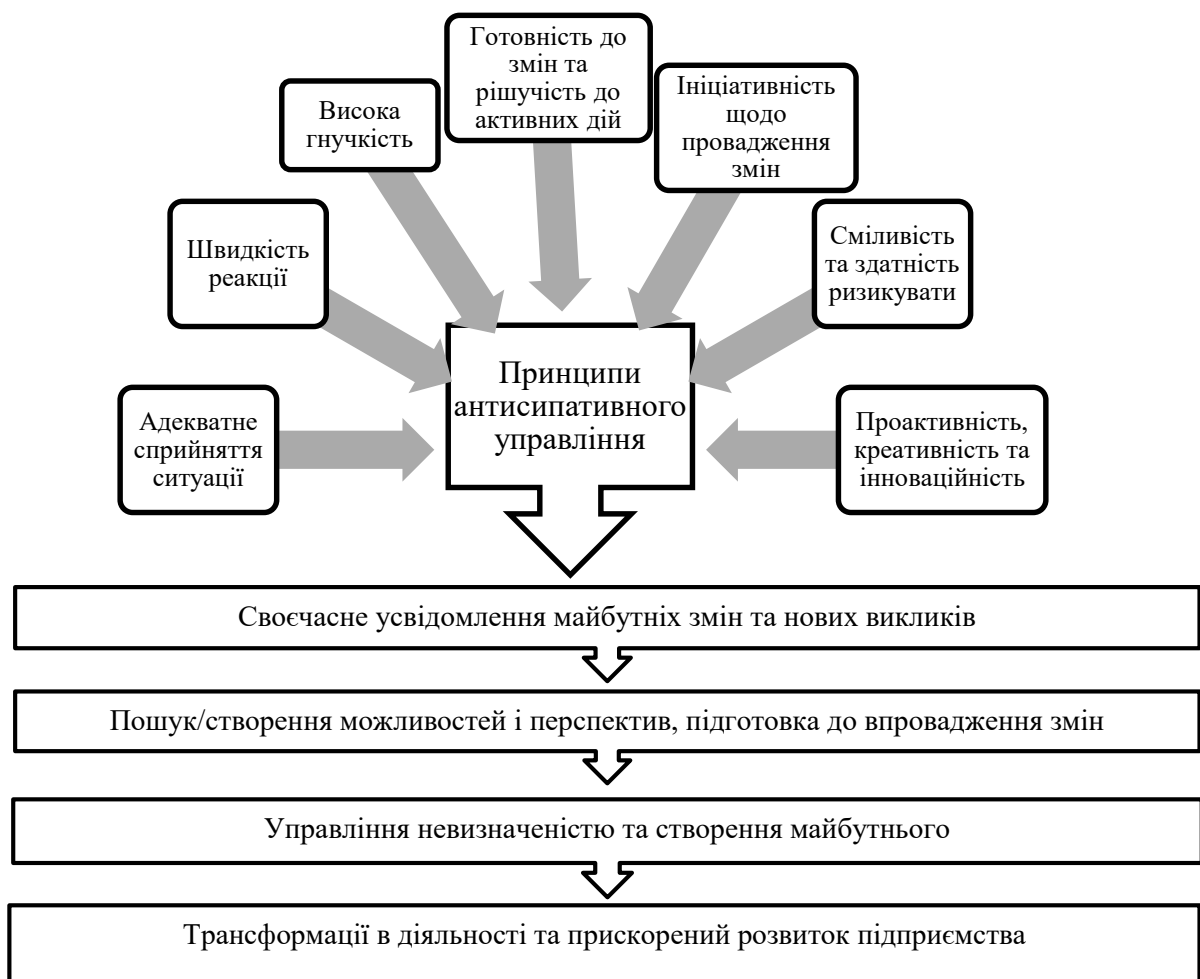 Готовність до
змін та
рішучість до
активних дій
Ініціативність
щодо
провадження
змін
Висока
гнучкість
Швидкість
реакції
Сміливість
та здатність
ризикувати
Адекватне
сприйняття
ситуації
Принципи
антисипативного
управління
Проактивність,
креативність та
інноваційність
Своєчасне усвідомлення майбутніх змін та нових викликів
Пошук/створення можливостей і перспектив, підготовка до впровадження змін
Управління невизначеністю та створення майбутнього
Трансформації в діяльності та прискорений розвиток підприємства